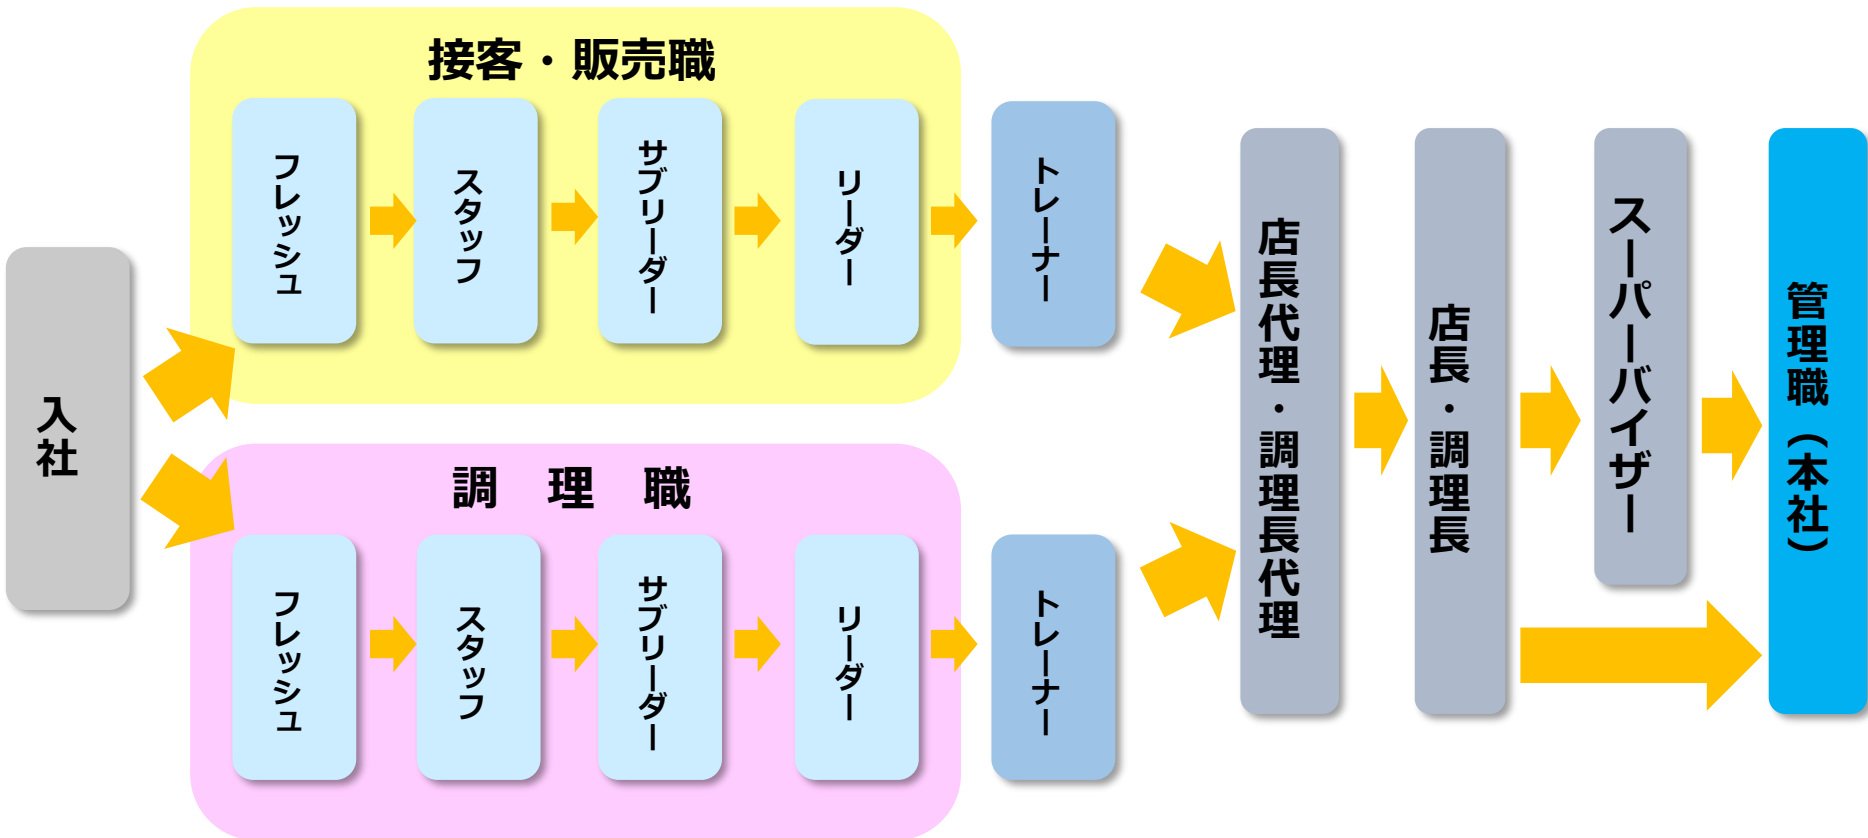 入社
接客・販売職
フレッシュ
スタッフ
サブリーダー
リーダー
トレーナー
調　理　職
フレッシュ
スタッフ
サブリーダー
リーダー
トレーナー
店長代理・調理長代理
店長・調理長
スーパーバイザー
管理職（本社）